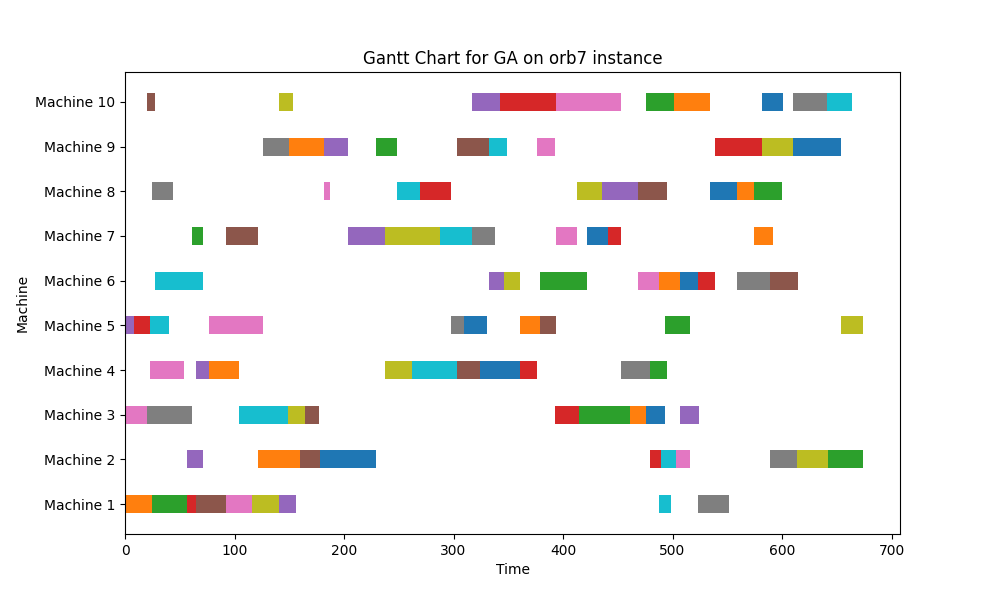 Gantt Chart for GA on orb7 instance
Machine 10
Machine 9
Machine 8
Machine 7
Machine 6
Machine 5
Machine 4
Machine 3
Machine 2
Machine 1
Machine
0 100 200 300 400 500 600 700
Time